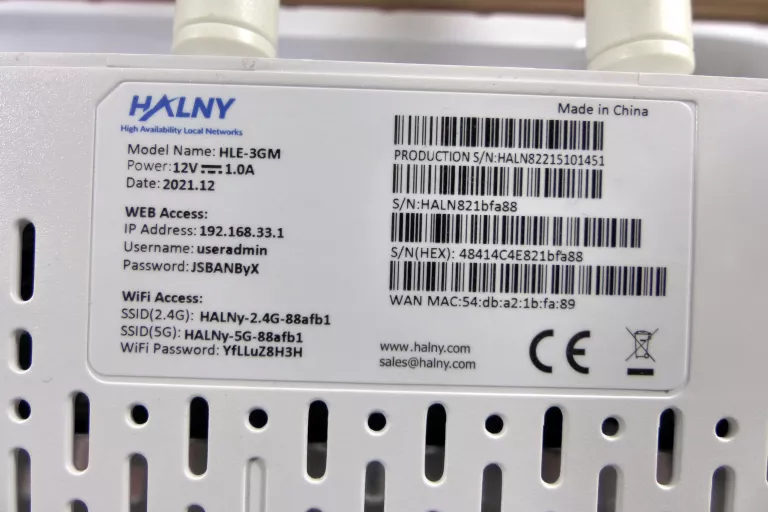 HALNY
High Availability Local Networks
Model Name: HLE-3GM
Power: 12V 1.0A
Date: 2021.12
WEB Access:
IP Address: 192.168.33.1
Username: useradmin
Password: JSBANByX
WiFi Access:
SSID(2.4G): HALNy-2.4G-88afb1
SSID(5G): HALNy-5G-88afb1
WiFi Password: YfLLuZ8H3H
Made in China
PRODUCTION S/N:HALN82215101451
S/N:HALN821bfa88
S/N(HEX): 48414C4E821bfa88
WAN MAC:54:db:a2:1b:fa:89
www.halny.com
sales@halny.com
CE